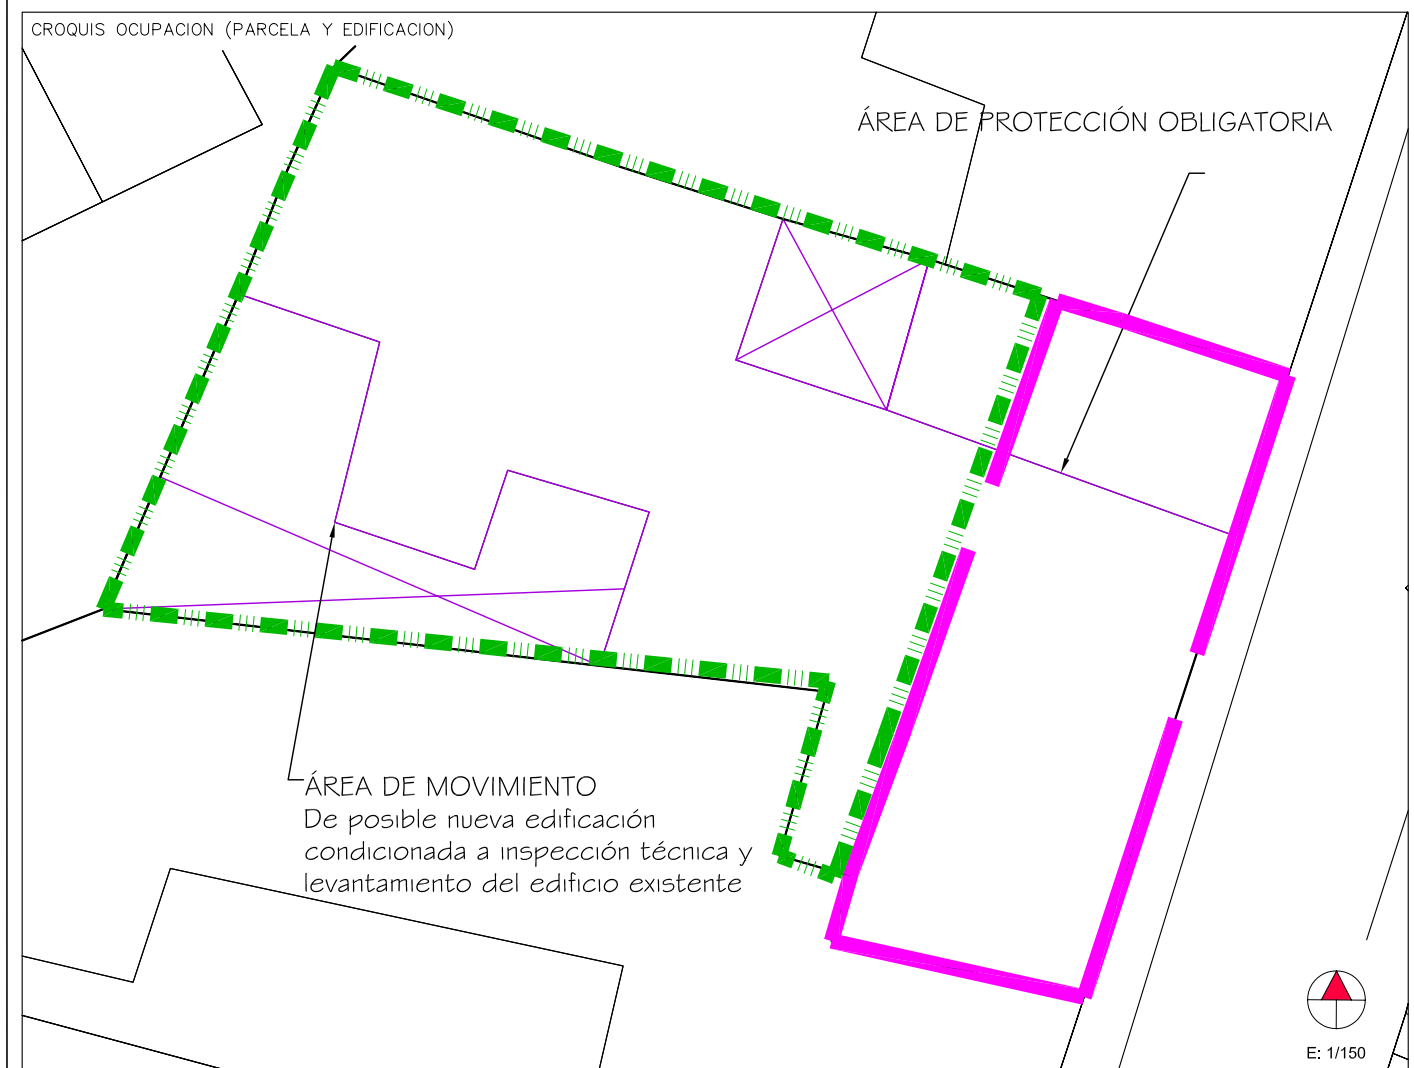 CROQUIS OCUPACION (PARCELA Y EDIFICACION)
ÁREA DE PROTECCIÓN OBLIGATORIA
ÁREA DE MOVIMIENTO
De posible nueva edificación
condicionada a inspección técnica y
levantamiento del edificio existente
E: 1/150